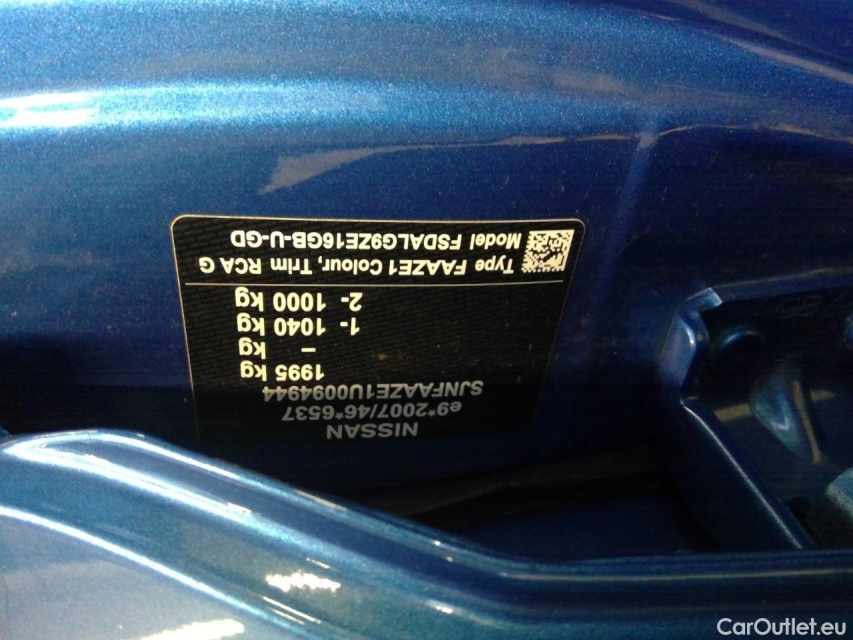 NISSAN
e9*2007/46*6537
SJNFAAZE1U0094944
1995 kg
– kg
1- 1040 kg
2- 1000 kg
Type FAAZE1 Colour, Trim RCA G
Model FSDALG9ZE16GB-U-GD
CarOutlet.eu